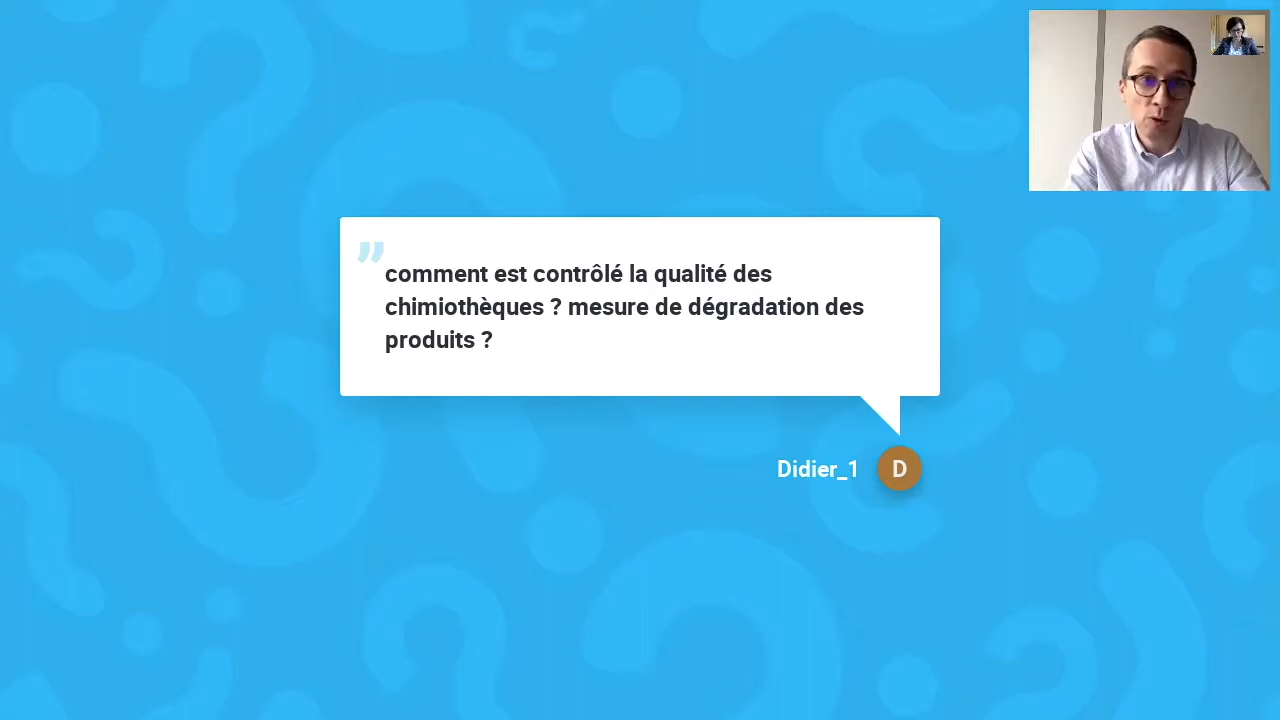 comment est contrôlé la qualité des
chimiothèques ? mesure de dégradation des
produits ?
Didier_1
D